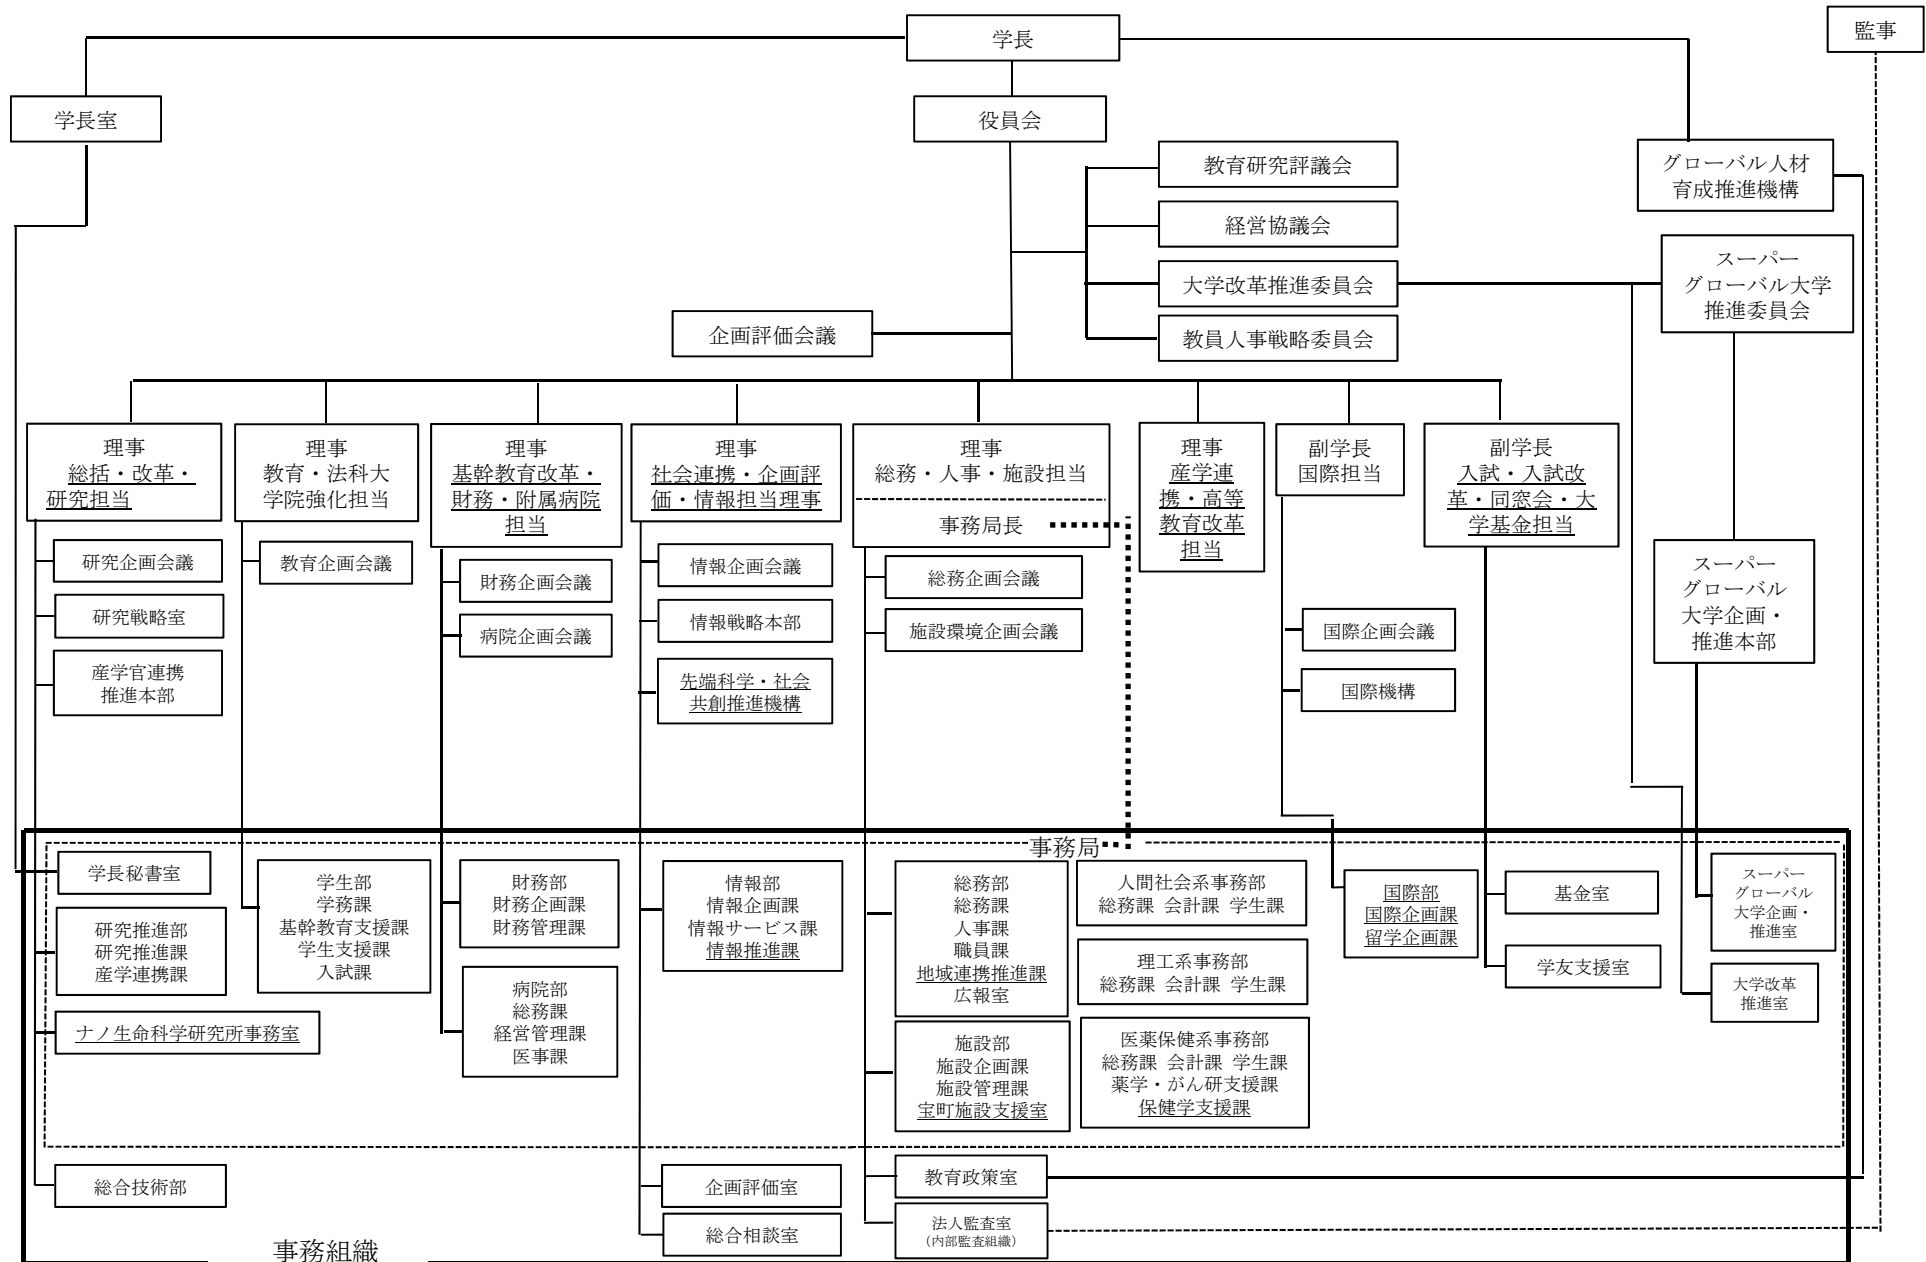 学長
監事
学長室
役員会
教育研究評議会
グローバル人材
育成推進機構
経営協議会
大学改革推進委員会
スーパー
グローバル大学
推進委員会
企画評価会議
教員人事戦略委員会
理事
総括・改革・
研究担当
理事
教育・法科大
学院強化担当
理事
基幹教育改革・
財務・附属病院
担当
理事
社会連携・企画評
価・情報担当理事
理事
総務・人事・施設担当
事務局長
理事
産学連
携・高等
教育改革
担当
副学長
国際担当
副学長
入試・入試改
革・同窓会・大
学基金担当
研究企画会議
研究戦略室
産学官連携
推進本部
教育企画会議
財務企画会議
病院企画会議
情報企画会議
情報戦略本部
先端科学・社会
共創推進機構
総務企画会議
施設環境企画会議
国際企画会議
国際機構
スーパー
グローバル
大学企画・
推進本部
事務局
学長秘書室
研究推進部
研究推進課
産学連携課
ナノ生命科学研究所事務室
学生部
学務課
基幹教育支援課
学生支援課
入試課
財務部
財務企画課
財務管理課
病院部
総務課
経営管理課
医事課
情報部
情報企画課
情報サービス課
情報推進課
総務部
総務課
人事課
職員課
地域連携推進課
広報室
施設部
施設企画課
施設管理課
宝町施設支援室
人間社会系事務部
総務課 会計課 学生課
理工系事務部
総務課 会計課 学生課
医薬保健系事務部
総務課 会計課 学生課
薬学・がん研支援課
保健学支援課
国際部
国際企画課
留学企画課
基金室
学友支援室
スーパー
グローバル
大学企画・
推進室
大学改革
推進室
総合技術部
企画評価室
総合相談室
教育政策室
法人監査室
（内部監査組織）
事務組織